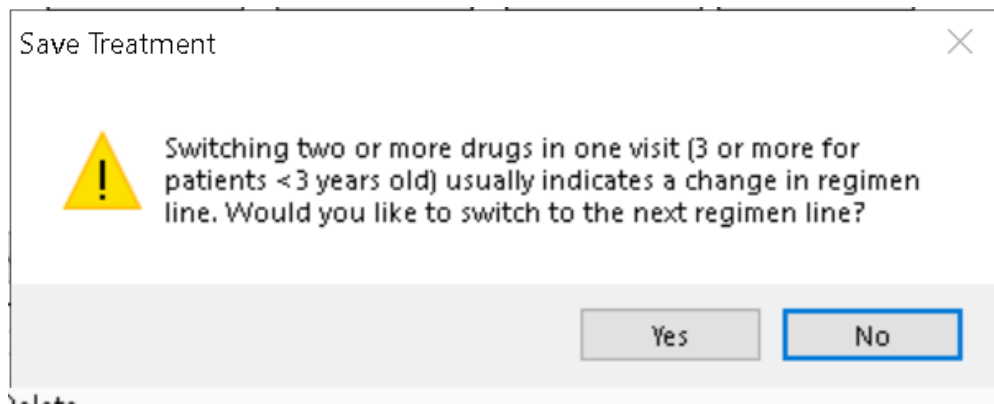 Save Treatment
Switching two or more drugs in one visit (3 or more for
patients <3 years old) usually indicates a change in regimen
line. Would you like to switch to the next regimen line?
Yes
No